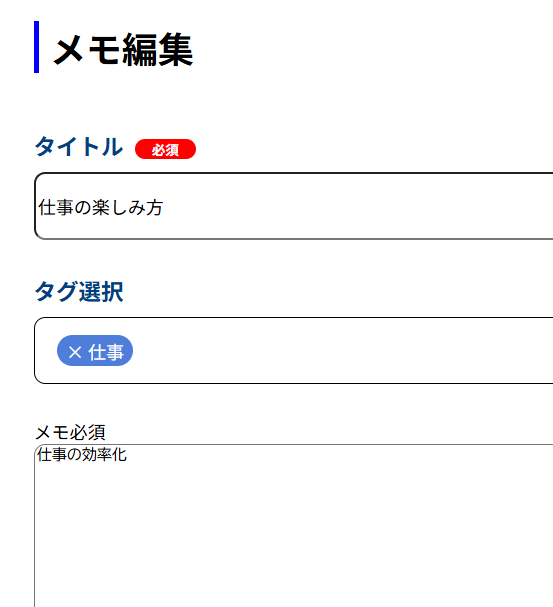 メモ編集
タイトル 必須
仕事の楽しみ方
タグ選択
× 仕事
メモ必須
仕事の効率化